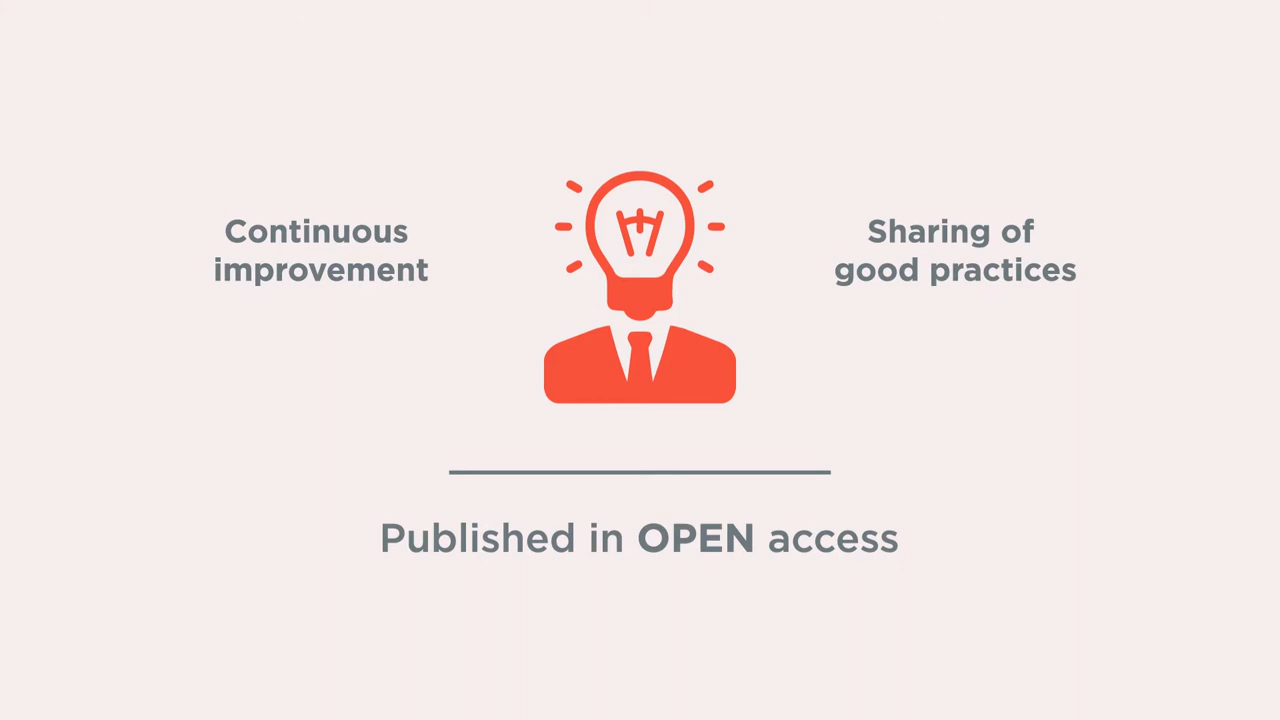 Continuous
improvement
Sharing of
good practices
Published in OPEN access